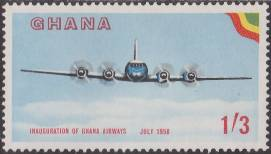 GHANA
INAUGURATION OF GHANA AIRWAYS JULY 1958
1/3